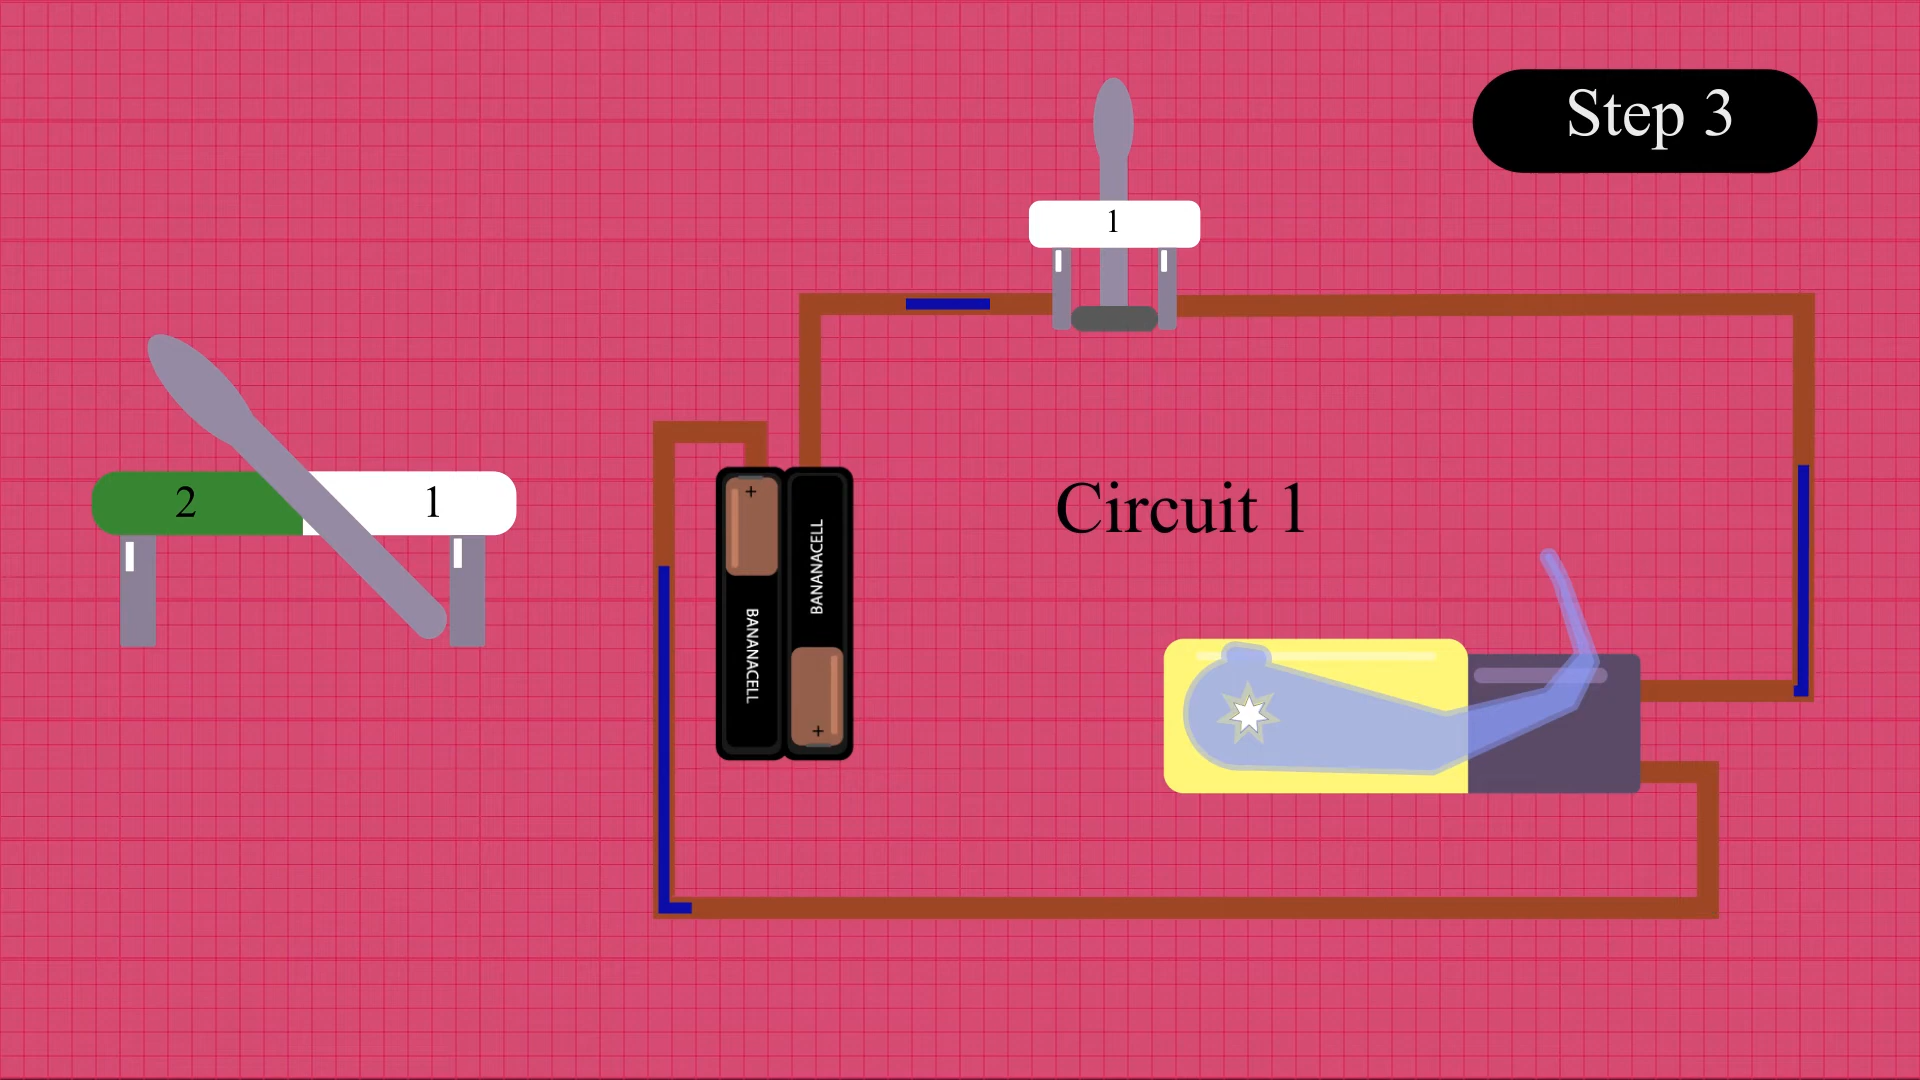 Step 3
1
2
1
Circuit 1
+
BANANACELL
BANANACELL
+